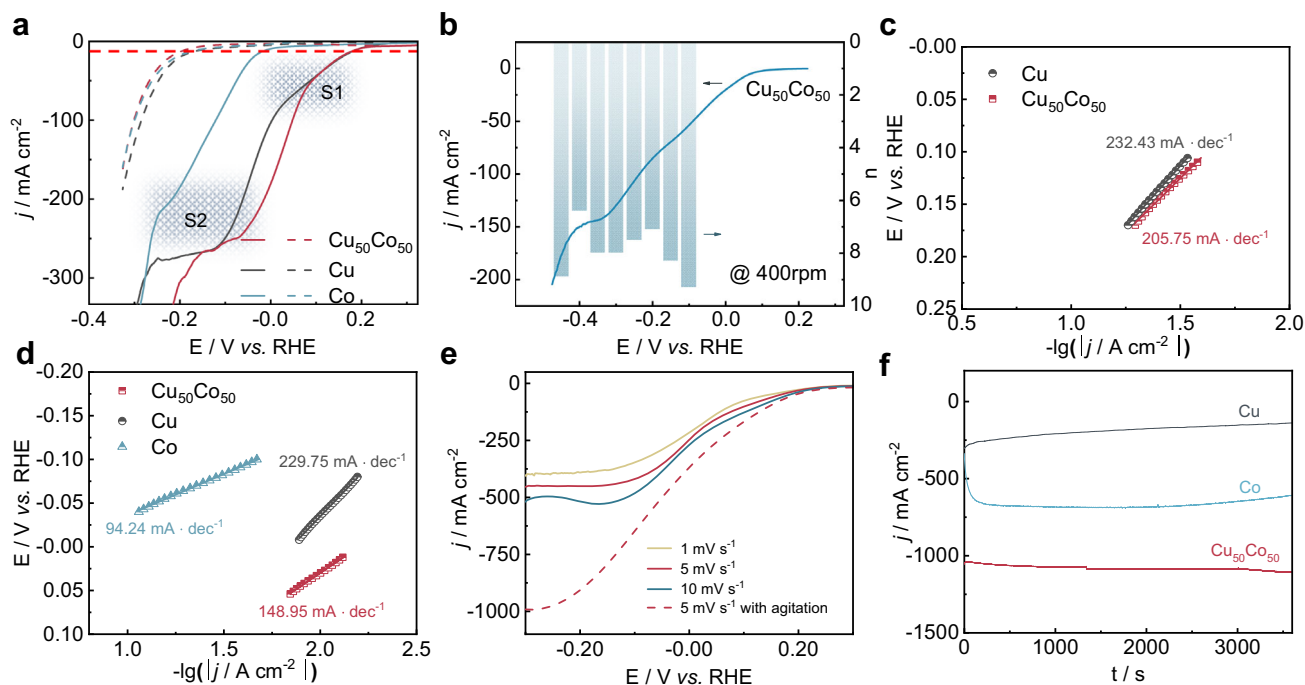 a
0
-100
-200
-300
j / mA cm⁻²
S1
S2
Cu₅₀Co₅₀
Cu
Co
-0.4
-0.2
-0.0
0.2
E / V vs. RHE
b
0
-50
-100
-150
-200
j / mA cm⁻²
Cu₅₀Co₅₀
@ 400rpm
0
2
4
6
8
10
n
-0.4
-0.2
0.0
0.2
E / V vs. RHE
c
-0.00
0.05
0.10
0.15
0.20
0.25
E / V vs. RHE
Cu
Cu₅₀Co₅₀
232.43 mA · dec⁻¹
205.75 mA · dec⁻¹
0.5
1.0
1.5
2.0
-lg(|j / A cm⁻²|)
d
-0.20
-0.15
-0.10
-0.05
-0.00
0.05
0.10
E / V vs. RHE
Cu₅₀Co₅₀
Cu
Co
229.75 mA · dec⁻¹
94.24 mA · dec⁻¹
148.95 mA · dec⁻¹
1.0
1.5
2.0
2.5
-lg(|j / A cm⁻²|)
e
0
-250
-500
-750
-1000
j / mA cm⁻²
1 mV s⁻¹
5 mV s⁻¹
10 mV s⁻¹
5 mV s⁻¹ with agitation
-0.20
-0.00
0.20
E / V vs. RHE
f
0
-500
-1000
-1500
j / mA cm⁻²
Cu
Co
Cu₅₀Co₅₀
0
1000
2000
3000
t / s